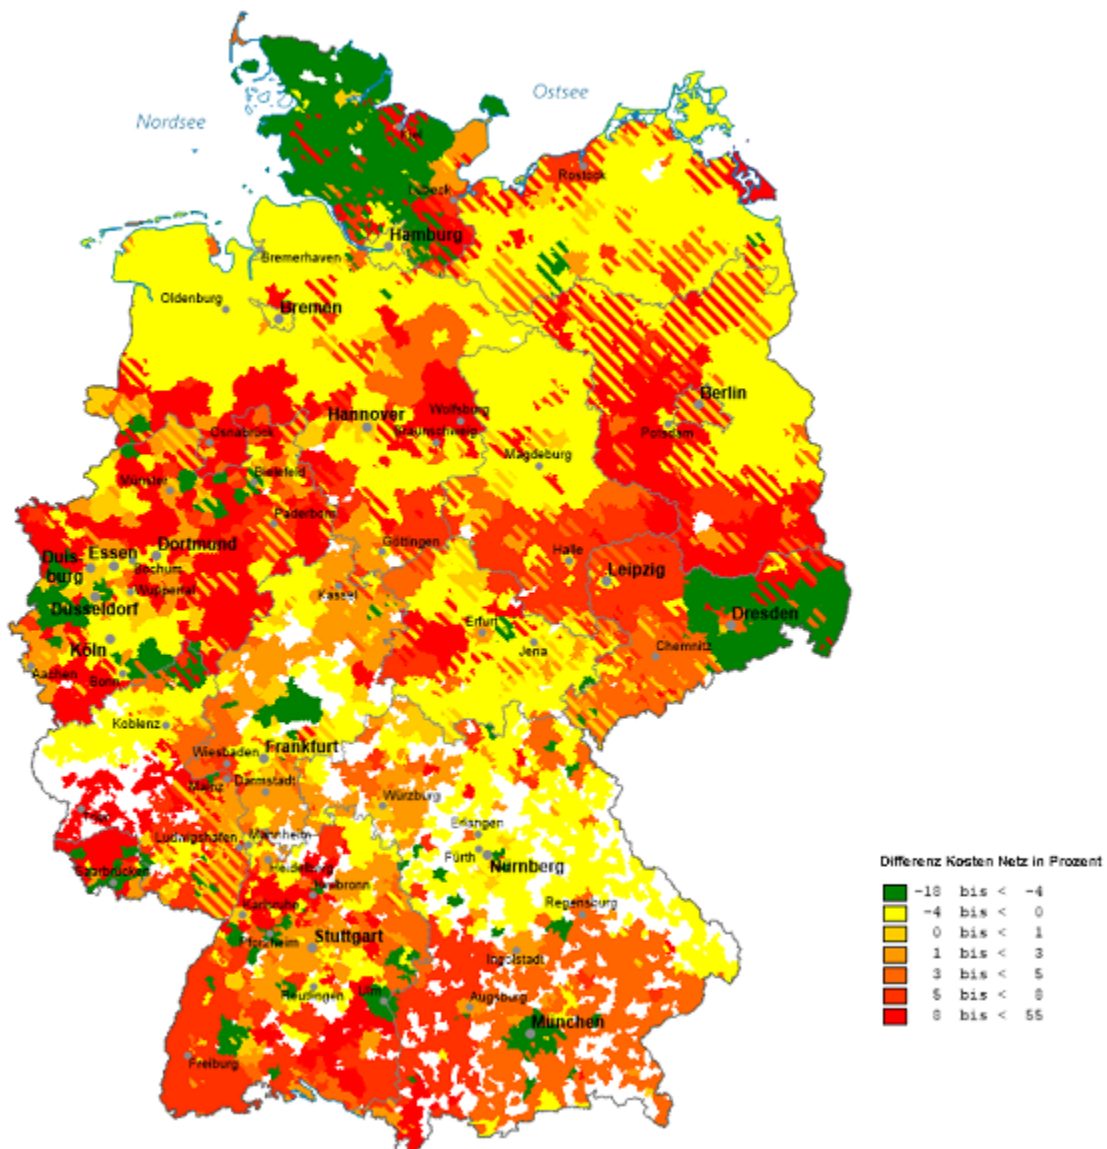 Ostsee
Nordsee
Kiel
Rostock
Lübeck
Hamburg
Bremerhaven
Oldenburg
Bremen
Berlin
Wolfsburg
Hannover
Braunschweig
Potsdam
Osnabrück
Magdeburg
Bielefeld
Münster
Paderborn
Göttingen
Dortmund
Halle
Duis-
burg
Essen
Bochum
Leipzig
Wuppertal
Kassel
Düsseldorf
Dresden
Erfurt
Köln
Jena
Chemnitz
Aachen
Bonn
Koblenz
Wiesbaden
Frankfurt
Mainz
Darmstadt
Würzburg
Trier
Erlangen
Ludwigshafen
Mannheim
Fürth
Nürnberg
Saarbrücken
Heidelberg
Heilbronn
Karlsruhe
Regensburg
Pforzheim
Stuttgart
Ingolstadt
Reutlingen
Ulm
Augsburg
München
Freiburg
Differenz Kosten Netz in Prozent
-18 bis < -4
-4 bis < 0
0 bis < 1
1 bis < 3
3 bis < 5
5 bis < 8
8 bis < 55